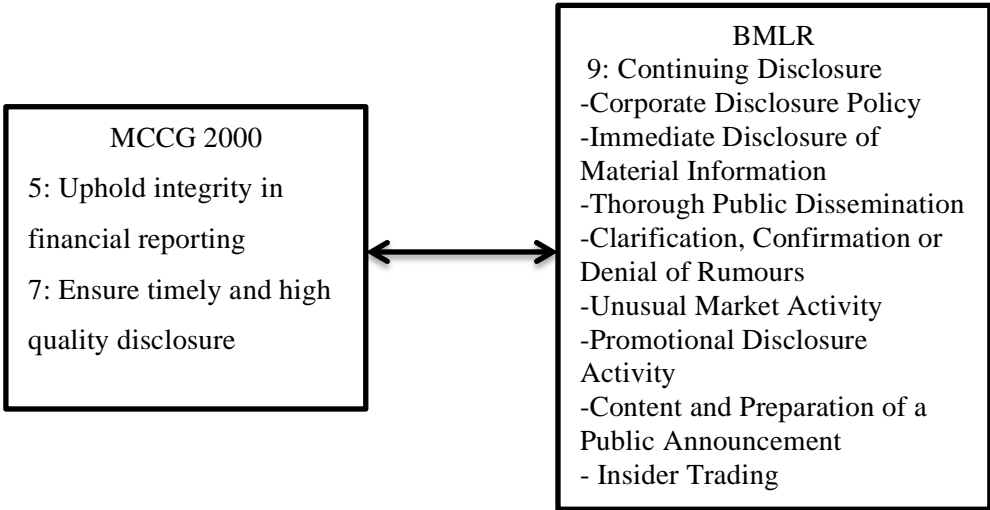 MCCG 2000
5: Uphold integrity in
financial reporting
7: Ensure timely and high
quality disclosure
BMLR
9: Continuing Disclosure
-Corporate Disclosure Policy
-Immediate Disclosure of
Material Information
-Thorough Public Dissemination
-Clarification, Confirmation or
Denial of Rumours
-Unusual Market Activity
-Promotional Disclosure
Activity
-Content and Preparation of a
Public Announcement
- Insider Trading